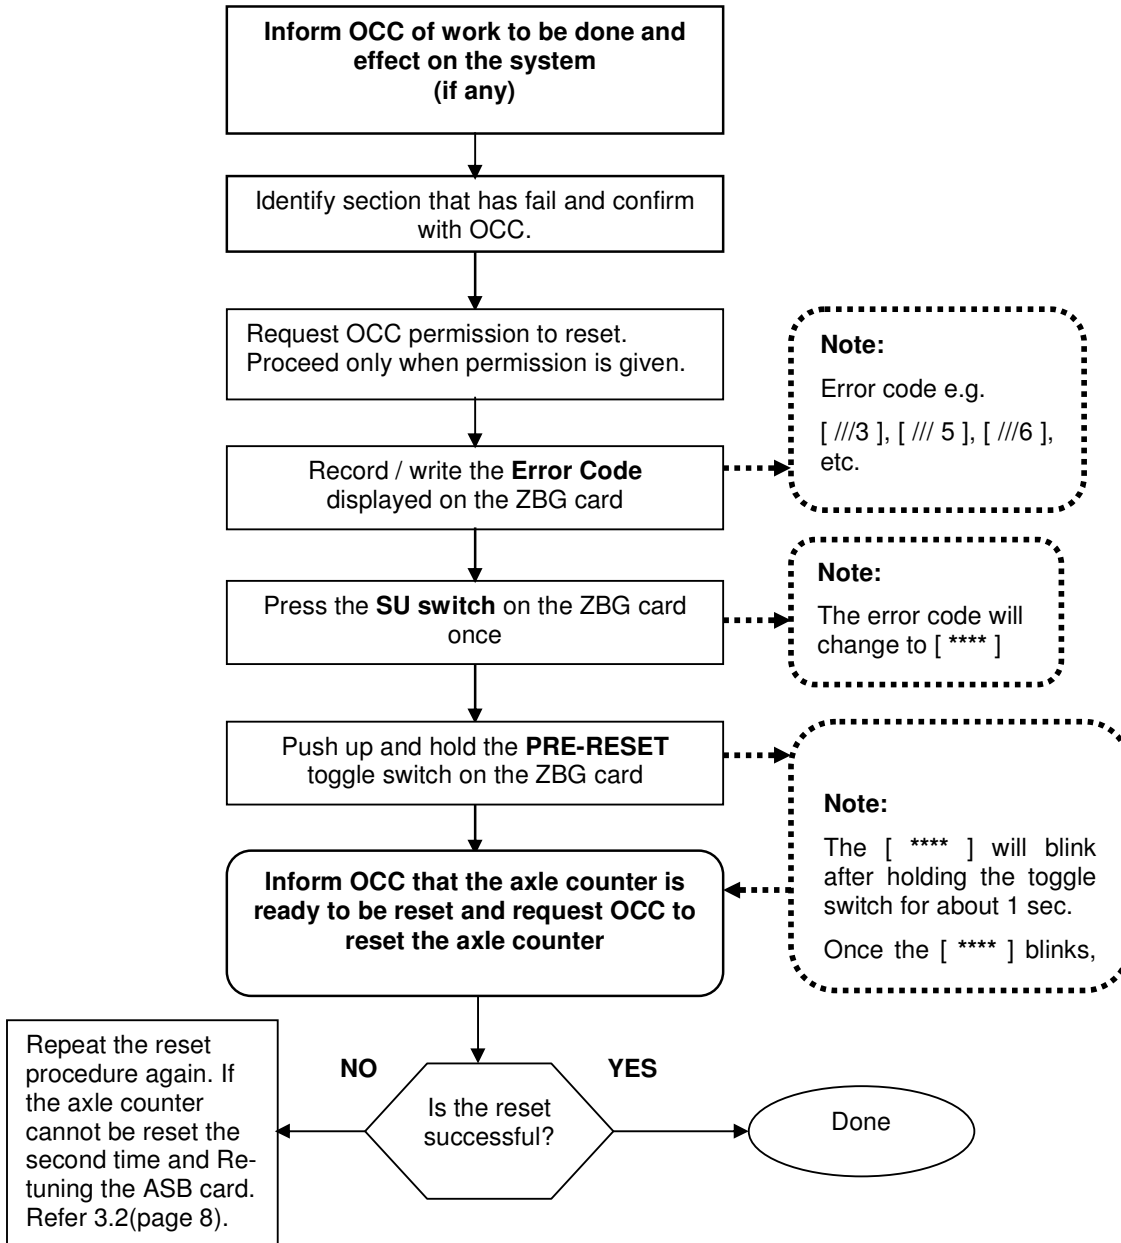 Inform OCC of work to be done and
effect on the system
(if any)
Identify section that has fail and confirm
with OCC.
Request OCC permission to reset.
Proceed only when permission is given.
Note:
Error code e.g.
[ ///3 ], [ /// 5 ], [ ///6 ],
etc.
Record / write the Error Code
displayed on the ZBG card
Press the SU switch on the ZBG card
once
Note:
The error code will
change to [ **** ]
Push up and hold the PRE-RESET
toggle switch on the ZBG card
Note:
The [ **** ] will blink
after holding the toggle
switch for about 1 sec.
Once the [ **** ] blinks,
Inform OCC that the axle counter is
ready to be reset and request OCC to
reset the axle counter
Is the reset
successful?
NO
YES
Repeat the reset
procedure again. If
the axle counter
cannot be reset the
second time and Re-
tuning the ASB card.
Refer 3.2(page 8).
Done